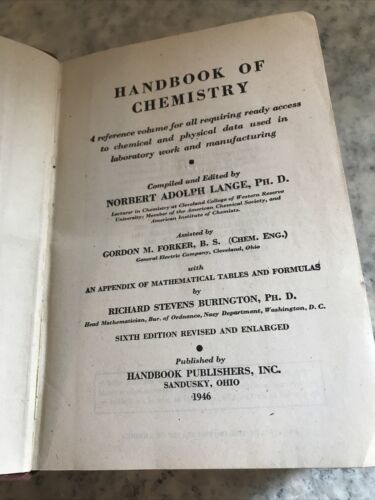 HANDBOOK OF
CHEMISTRY
A reference volume for all requiring ready access
to chemical and physical data used in
laboratory work and manufacturing
Compiled and Edited by
NORBERT ADOLPH LANGE, PH. D.
Lecturer in Chemistry at Cleveland College of Western Reserve
University; Member of the American Chemical Society, and
American Institute of Chemists.
Assisted by
GORDON M. FORKER, B. S. (CHEM. ENG.)
General Electric Company, Cleveland, Ohio
with
AN APPENDIX OF MATHEMATICAL TABLES AND FORMULAS
by
RICHARD STEVENS BURINGTON, PH. D.
Head Mathematician, Bur. of Ordnance, Navy Department, Washington, D. C.
SIXTH EDITION REVISED AND ENLARGED
Published by
HANDBOOK PUBLISHERS, INC.
SANDUSKY, OHIO
1946